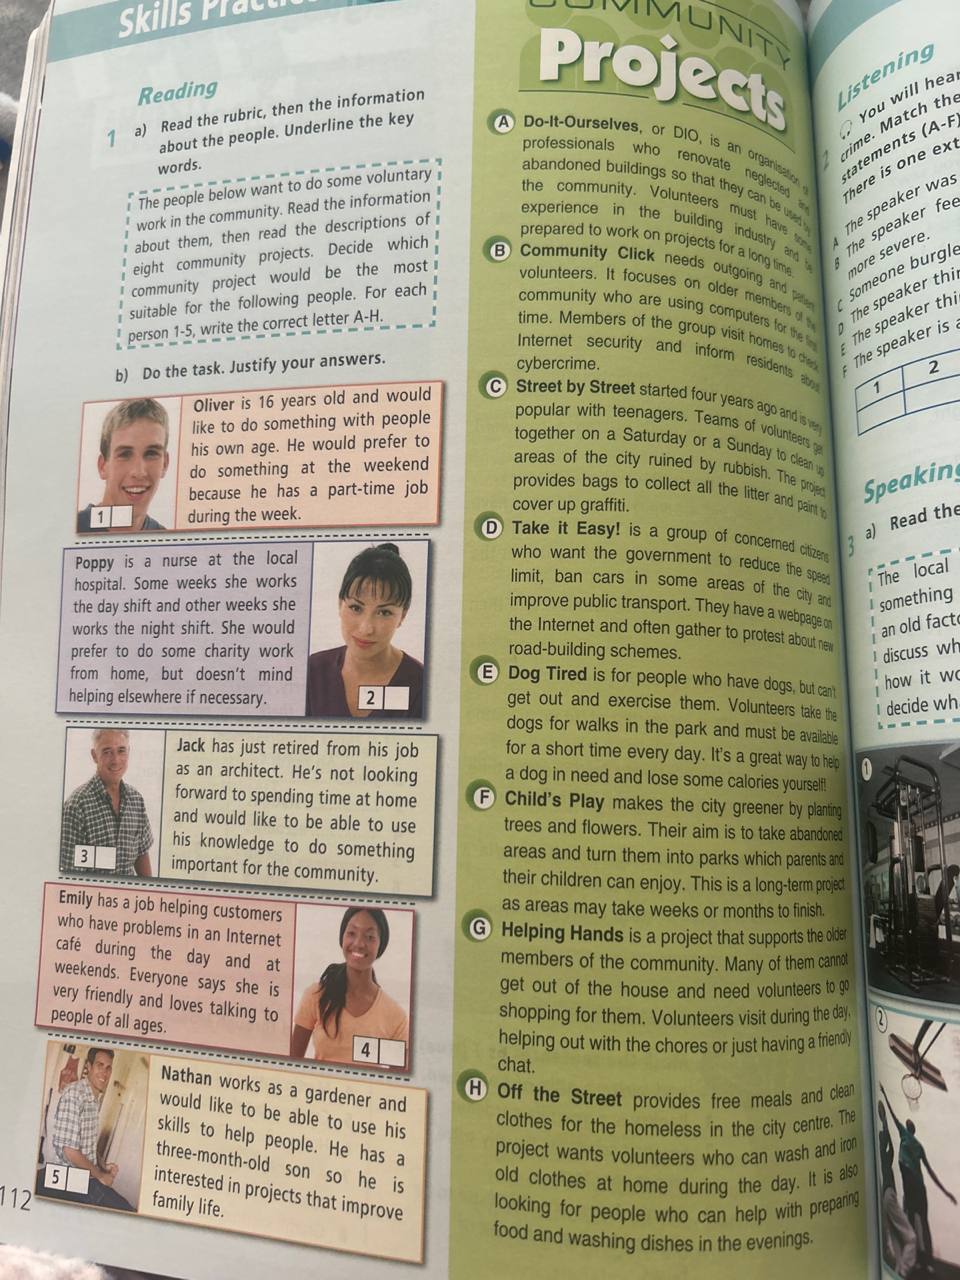 Skills Practice
Reading
1 a) Read the rubric, then the information
about the people. Underline the key
words.
The people below want to do some voluntary
work in the community. Read the information
about them, then read the descriptions of
eight community projects. Decide which
community project would be the most
suitable for the following people. For each
person 1-5, write the correct letter A-H.
b) Do the task. Justify your answers.
Oliver is 16 years old and would
like to do something with people
his own age. He would prefer to
do something at the weekend
because he has a part-time job
during the week.
1
Poppy is a nurse at the local
hospital. Some weeks she works
the day shift and other weeks she
works the night shift. She would
prefer to do some charity work
from home, but doesn't mind
helping elsewhere if necessary.
2
Jack has just retired from his job
as an architect. He's not looking
forward to spending time at home
and would like to be able to use
his knowledge to do something
important for the community.
3
Emily has a job helping customers
who have problems in an Internet
café during the day and at
weekends. Everyone says she is
very friendly and loves talking to
people of all ages.
4
Nathan works as a gardener and
would like to be able to use his
skills to help people. He has a
three-month-old son so he is
interested in projects that improve
family life.
5
112
COMMUNITY
Projects
A Do-It-Ourselves, or DIO, is an organisation of
professionals who renovate neglected and
abandoned buildings so that they can be used by
the community. Volunteers must have some
experience in the building industry and be
prepared to work on projects for a long time.
B Community Click needs outgoing and patient
volunteers. It focuses on older members of the
community who are using computers for the first
time. Members of the group visit homes to check
Internet security and inform residents about
cybercrime.
C Street by Street started four years ago and is very
popular with teenagers. Teams of volunteers get
together on a Saturday or a Sunday to clean up
areas of the city ruined by rubbish. The project
provides bags to collect all the litter and paint to
cover up graffiti.
D Take it Easy! is a group of concerned citizens
who want the government to reduce the speed
limit, ban cars in some areas of the city and
improve public transport. They have a webpage on
the Internet and often gather to protest about new
road-building schemes.
E Dog Tired is for people who have dogs, but can't
get out and exercise them. Volunteers take the
dogs for walks in the park and must be available
for a short time every day. It's a great way to help
a dog in need and lose some calories yourself!
F Child's Play makes the city greener by planting
trees and flowers. Their aim is to take abandoned
areas and turn them into parks which parents and
their children can enjoy. This is a long-term project
as areas may take weeks or months to finish.
G Helping Hands is a project that supports the older
members of the community. Many of them cannot
get out of the house and need volunteers to go
shopping for them. Volunteers visit during the day,
helping out with the chores or just having a friendly
chat.
H Off the Street provides free meals and clean
clothes for the homeless in the city centre. The
project wants volunteers who can wash and iron
old clothes at home during the day. It is also
looking for people who can help with preparing
food and washing dishes in the evenings.
Listening
2 You will hear
crime. Match the
statements (A-F)
There is one ext
A The speaker was
B The speaker fee
more severe.
C Someone burgle
D The speaker thin
E The speaker thi
F The speaker is a
1 2
Speaking
3 a) Read the
The local
something
an old facto
discuss wh
how it wo
decide wh
1
2